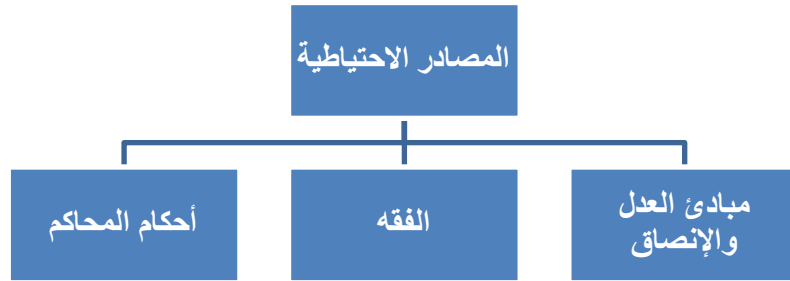 المصادر الاحتياطية
مبادئ العدل
والإنصاق
الفقه
أحكام المحاكم